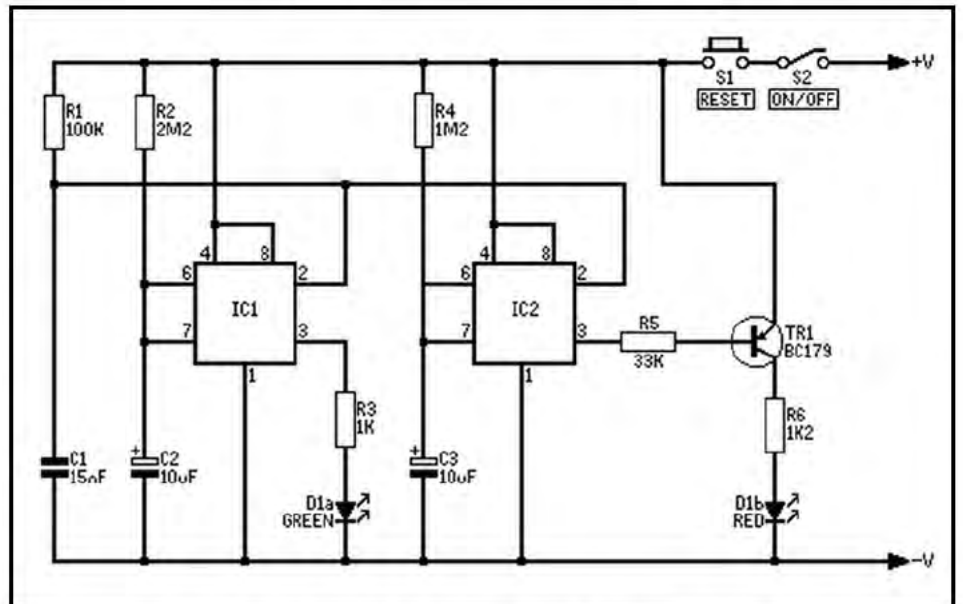 +V
S1
S2
RESET
ON/OFF
R1
100K
R2
2M2
R4
1M2
4
8
6
2
7
3
1
IC1
4
8
6
2
7
3
1
IC2
R5
33K
TR1
BC179
R3
1K
R6
1K2
C1
15nF
+
C2
10uF
+
C3
10uF
D1a
GREEN
D1b
RED
-V